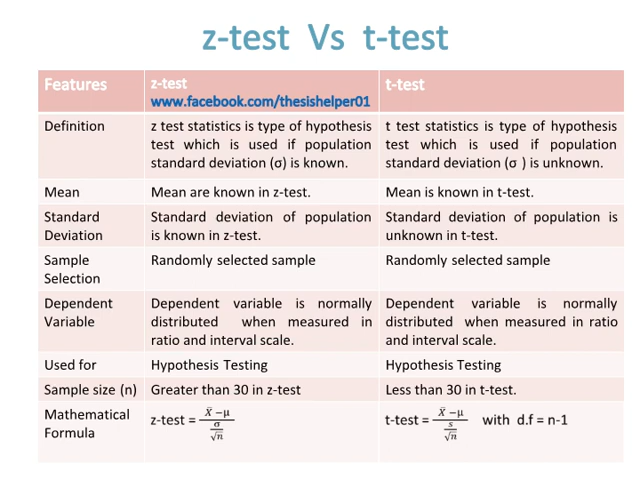 z-test Vs t-test
Features
z-test
www.facebook.com/thesishelper01
t-test
Definition
z test statistics is type of hypothesis
test which is used if population
standard deviation (σ) is known.
t test statistics is type of hypothesis
test which is used if population
standard deviation (σ ) is unknown.
Mean
Mean are known in z-test.
Mean is known in t-test.
Standard
Deviation
Standard deviation of population
is known in z-test.
Standard deviation of population is
unknown in t-test.
Sample
Selection
Randomly selected sample
Randomly selected sample
Dependent
Variable
Dependent variable is normally
distributed when measured in
ratio and interval scale.
Dependent variable is normally
distributed when measured in ratio
and interval scale.
Used for
Hypothesis Testing
Hypothesis Testing
Sample size (n)
Greater than 30 in z-test
Less than 30 in t-test.
Mathematical
Formula
z-test = X̄ –μ
σ
√n
t-test = X̄ –μ
s
√n
with d.f = n-1